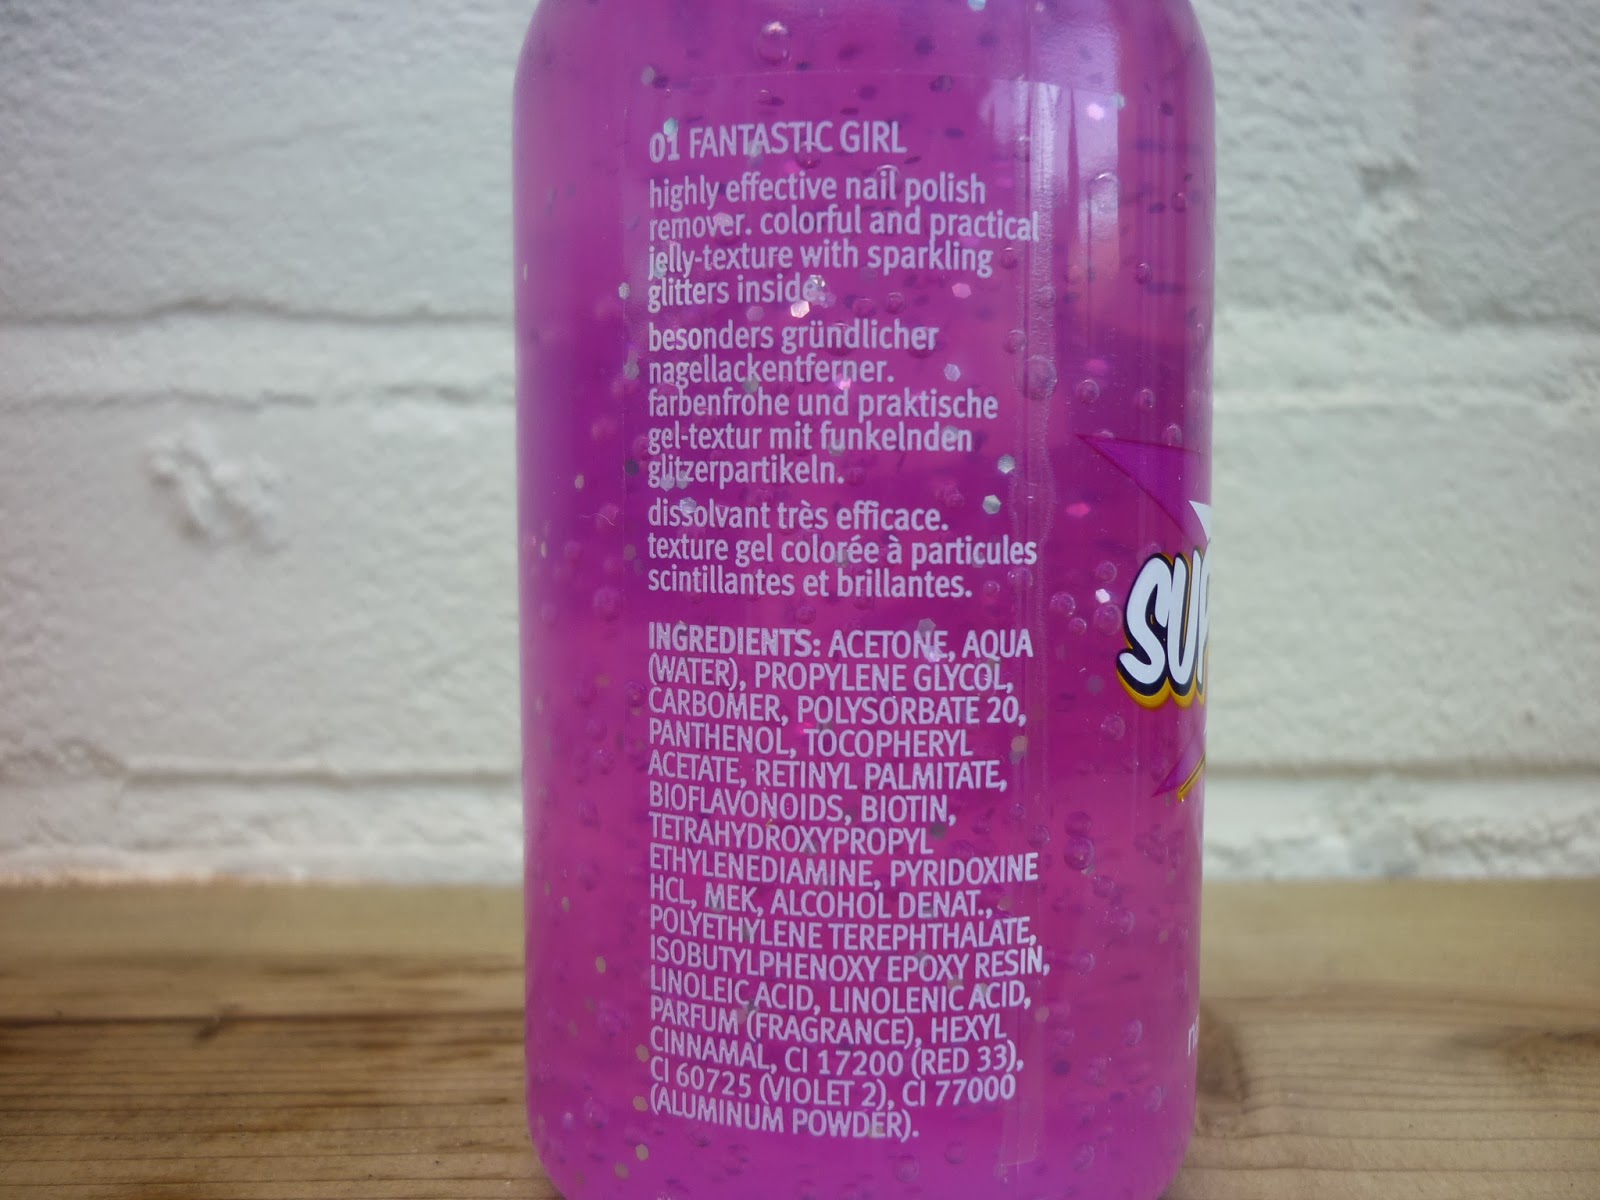 01 FANTASTIC GIRL
highly effective nail polish
remover. colorful and practical
jelly-texture with sparkling
glitters inside.
besonders gründlicher
nagellackentferner.
farbenfrohe und praktische
gel-textur mit funkelnden
glitzerpartikeln.
dissolvant très efficace.
texture gel colorée à particules
scintillantes et brillantes.
INGREDIENTS: ACETONE, AQUA
(WATER), PROPYLENE GLYCOL,
CARBOMER, POLYSORBATE 20,
PANTHENOL, TOCOPHERYL
ACETATE, RETINYL PALMITATE,
BIOFLAVONOIDS, BIOTIN,
TETRAHYDROXYPROPYL
ETHYLENEDIAMINE, PYRIDOXINE
HCL, MEK, ALCOHOL DENAT.,
POLYETHYLENE TEREPHTHALATE,
ISOBUTYLPHENOXY EPOXY RESIN,
LINOLEIC ACID, LINOLENIC ACID,
PARFUM (FRAGRANCE), HEXYL
CINNAMAL, CI 17200 (RED 33),
CI 60725 (VIOLET 2), CI 77000
(ALUMINUM POWDER).
SUP